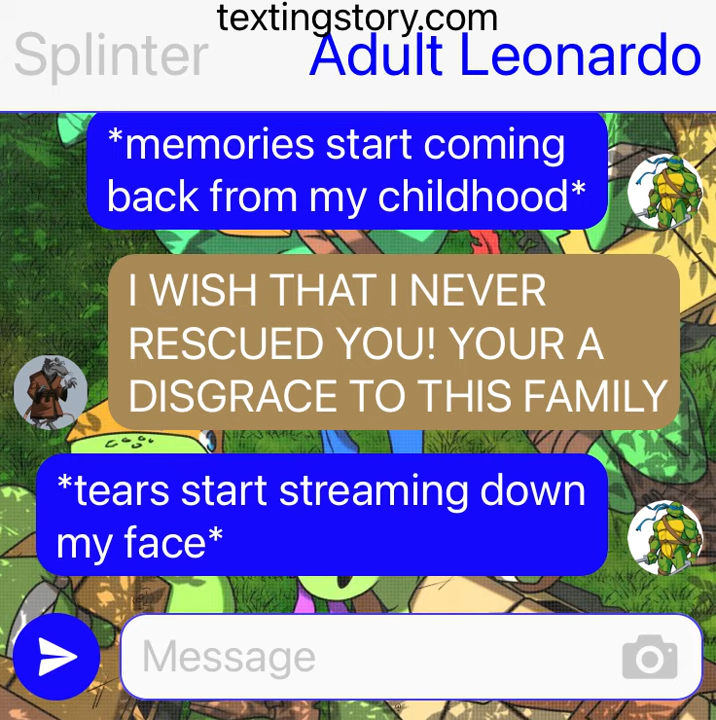 textingstory.com
Splinter Adult Leonardo
*memories start coming
back from my childhood*
I WISH THAT I NEVER
RESCUED YOU! YOUR A
DISGRACE TO THIS FAMILY
*tears start streaming down
my face*
Message